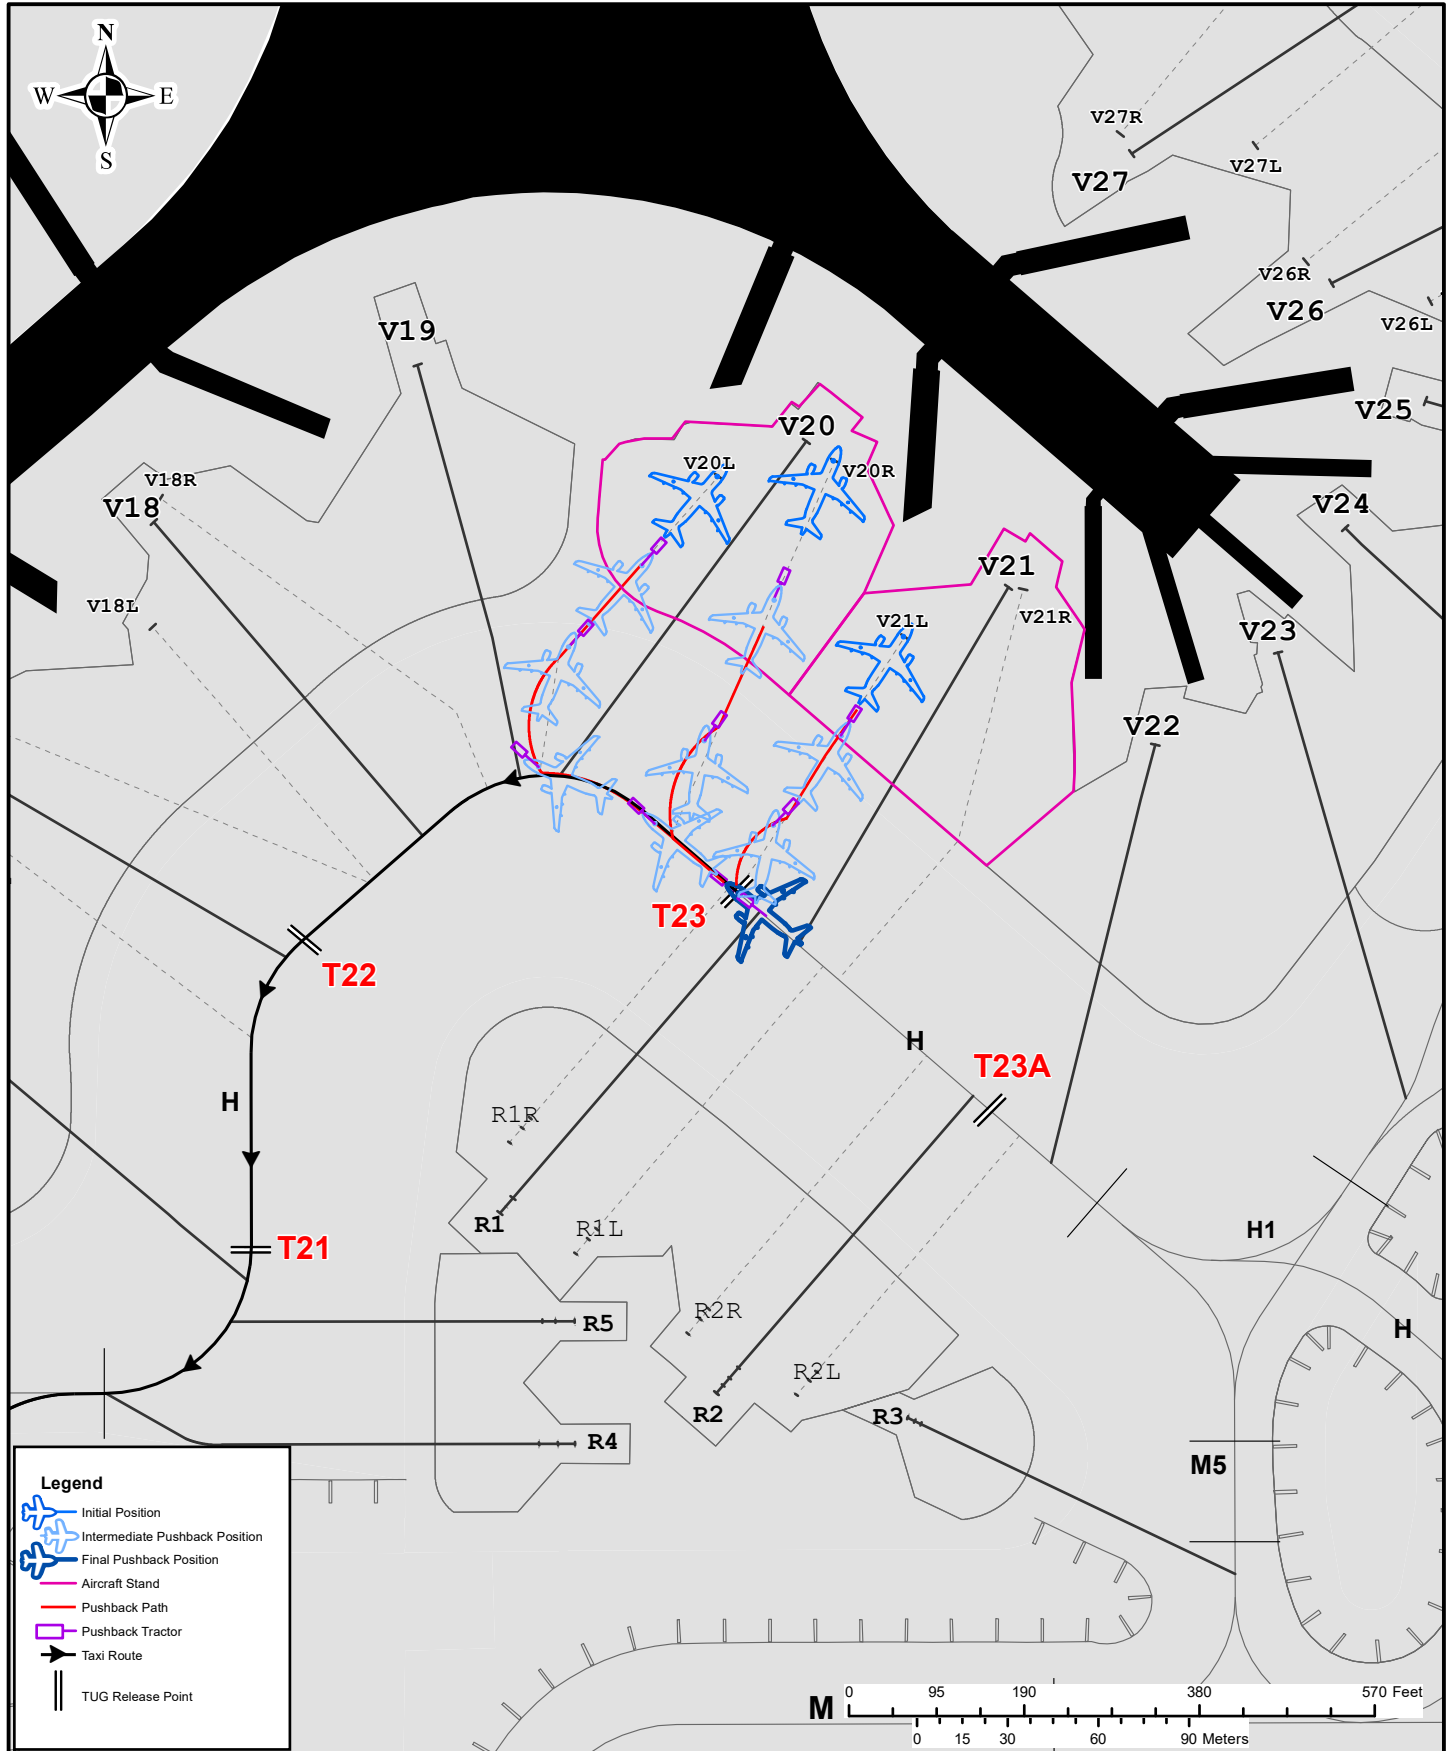 N
W E
S
V27R
V27L
V27
V26R
V26
V26L
V25
V24
V19
V20
V20L
V20R
V18R
V18
V18L
V21
V21L
V21R
V23
V22
T23
T22
H
T23A
H
R1R
R1
R1L
T21
H1
R5
R2R
H
R2L
R2
R3
R4
M5
Legend
Initial Position
Intermediate Pushback Position
Final Pushback Position
Aircraft Stand
Pushback Path
Pushback Tractor
Taxi Route
TUG Release Point
M
0 95 190 380 570 Feet
0 15 30 60 90 Meters